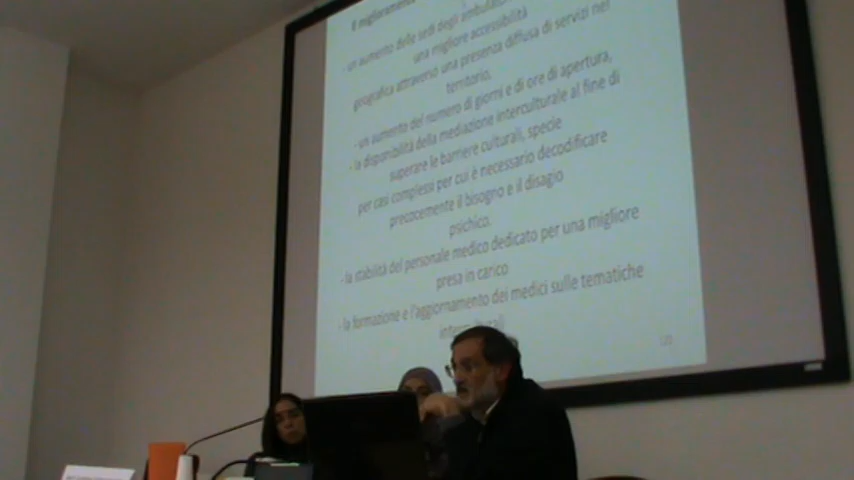 Il miglioramento
- un aumento delle sedi degli
una migliore accessibilità
geografica attraverso una presenza diffusa di servizi nel
territorio.
- un aumento del numero di giorni e di ore di apertura,
- la disponibilità della mediazione interculturale al fine di
superare le barriere culturali, specie
per casi complessi per cui è necessario decodificare
precocemente il bisogno e il disagio
psichico.
- la stabilità del personale medico dedicato per una migliore
presa in carico
- la formazione e l'aggiornamento dei medici sulle tematiche